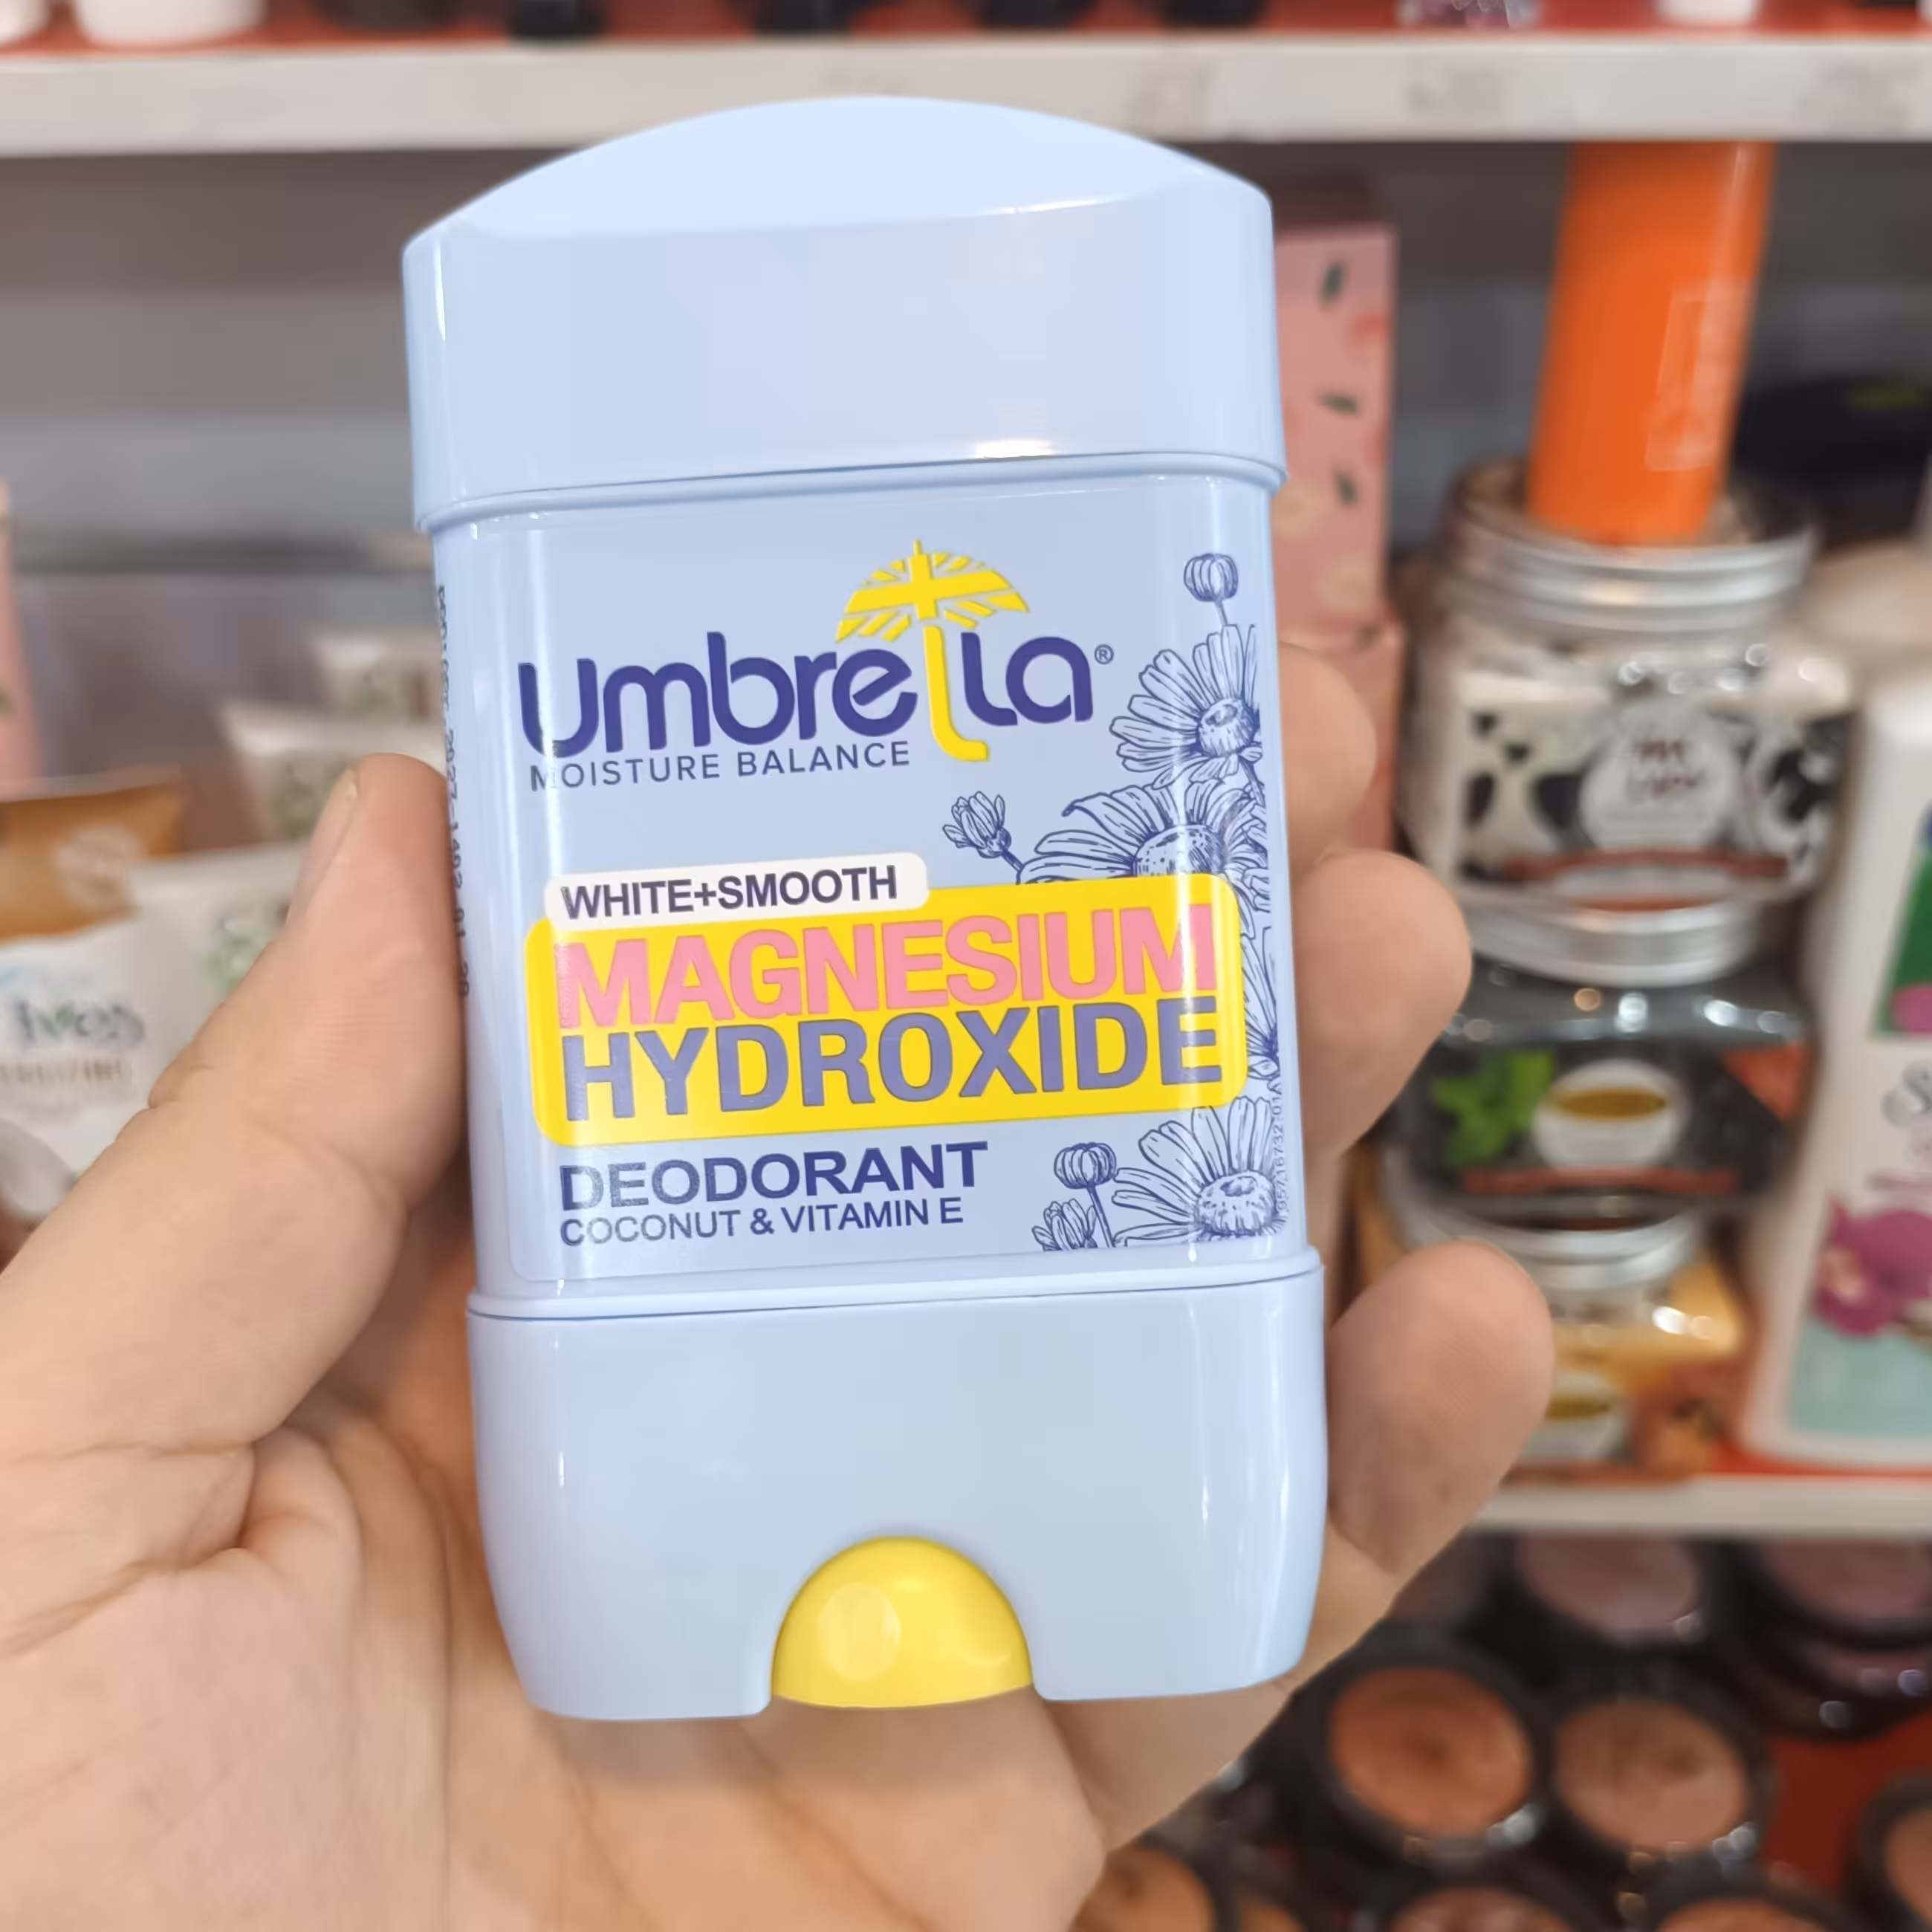 umbrella®
MOISTURE BALANCE
WHITE+SMOOTH
MAGNESIUM
HYDROXIDE
DEODORANT
COCONUT & VITAMIN E